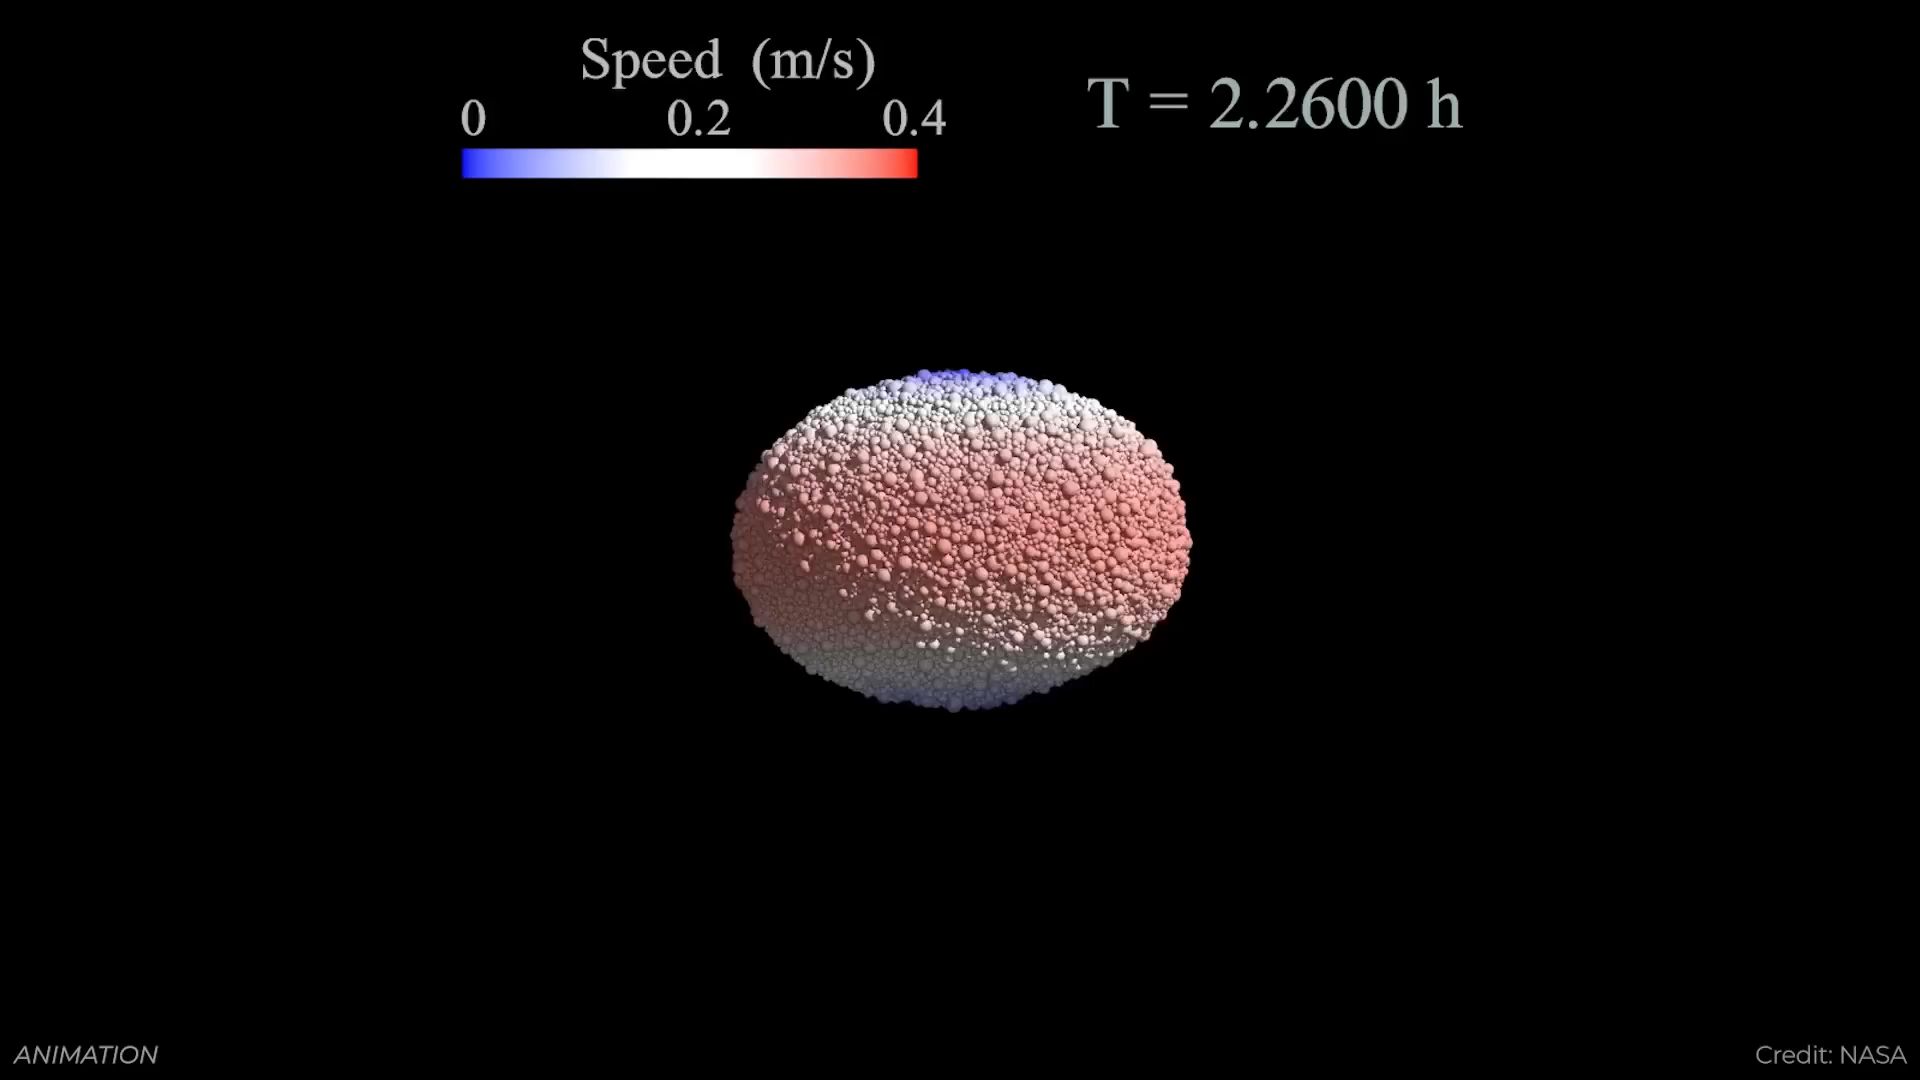 Speed (m/s)
0 0.2 0.4
T = 2.2600 h
ANIMATION
Credit: NASA